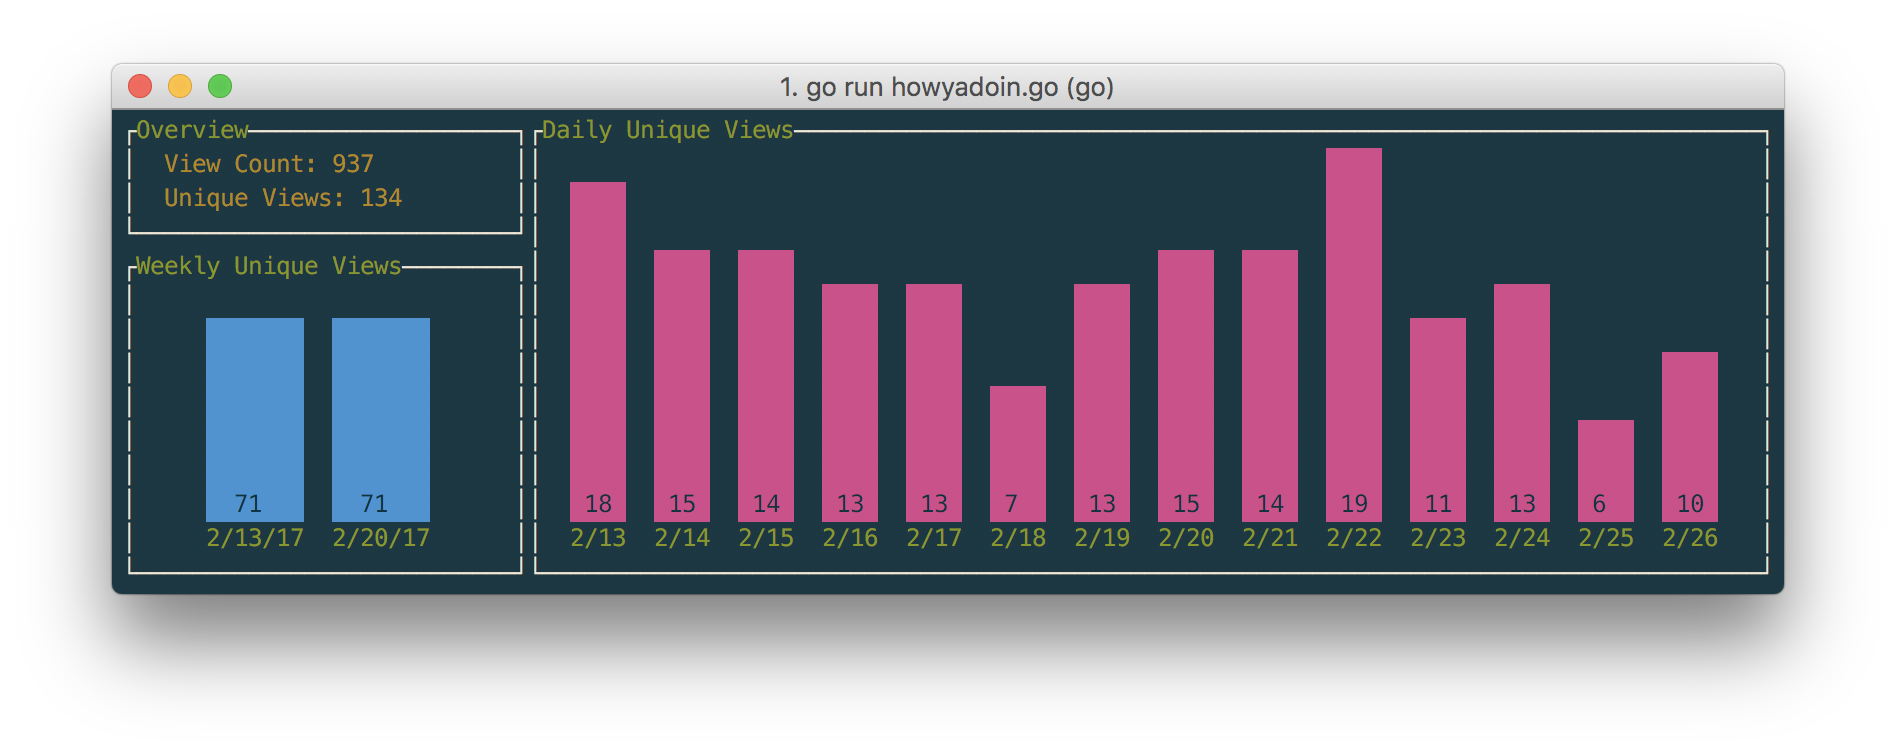 1. go run howyadoin.go (go)
Overview
View Count: 937
Unique Views: 134
Weekly Unique Views
71 71
2/13/17 2/20/17
Daily Unique Views
18 15 14 13 13 7 13 15 14 19 11 13 6 10
2/13 2/14 2/15 2/16 2/17 2/18 2/19 2/20 2/21 2/22 2/23 2/24 2/25 2/26